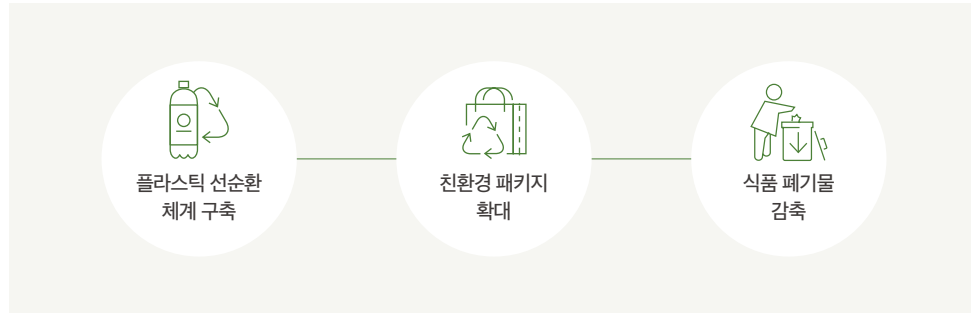 플라스틱 선순환
체계 구축
친환경 패키지
확대
식품 폐기물
감축